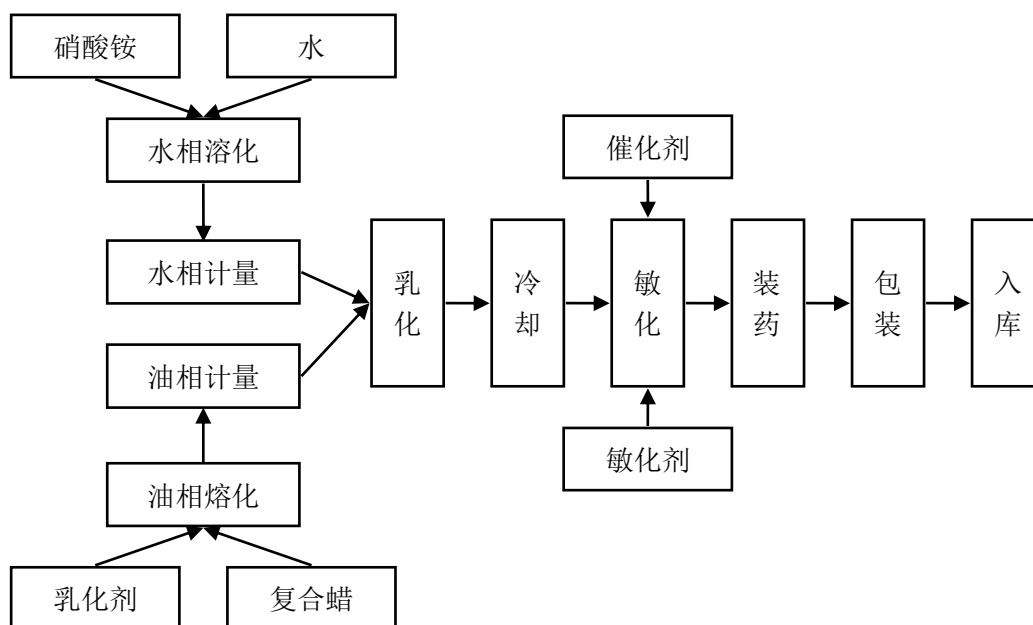 硝酸铵
水
水相溶化
催化剂
水相计量
乳化
冷却
敏化
装药
包装
入库
油相计量
敏化剂
油相熔化
乳化剂
复合蜡